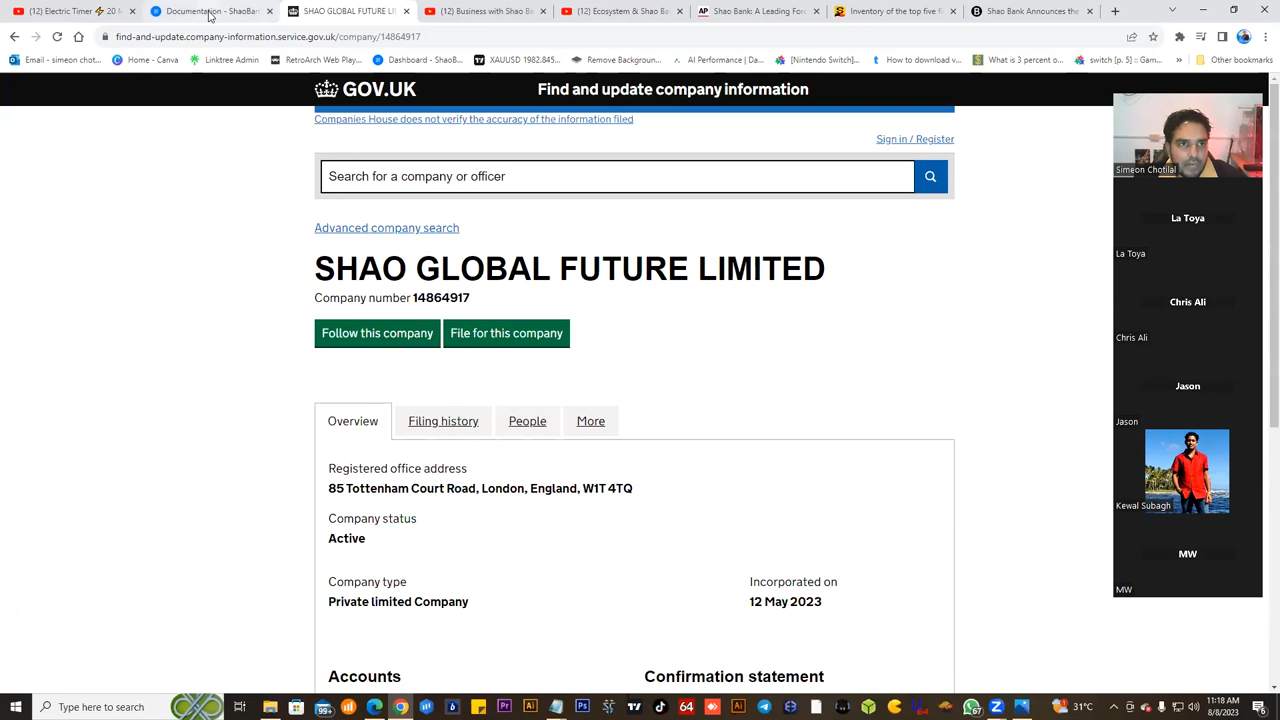 (12) Electric Timer ⚡ 20 M
Documentation - ShaoBan
SHAO GLOBAL FUTURE LI
(12) Business with Shao Ba
(12) Ecosystem & Shao Ba
AP Shao Bank: A Leading Forc
Inventory of the top five fi
Shao Bank Announces the
find-and-update.company-information.service.gov.uk/company/14864917
Email - simeon chot...
Home - Canva
Linktree Admin
RetroArch Web Play...
Dashboard - ShaoB...
XAUUSD 1982.845...
Remove Backgroun...
AI Performance | Da...
[Nintendo Switch]...
How to download v...
What is 3 percent o...
switch [p. 5] :: Gam...
Other bookmarks
GOV.UK
Find and update company information
Companies House does not verify the accuracy of the information filed
Sign in / Register
Search for a company or officer
Advanced company search
SHAO GLOBAL FUTURE LIMITED
Company number 14864917
Follow this company
File for this company
Overview
Filing history
People
More
Registered office address
85 Tottenham Court Road, London, England, W1T 4TQ
Company status
Active
Company type
Incorporated on
Private limited Company
12 May 2023
Accounts
Confirmation statement
Simeon Chotilal
La Toya
La Toya
Chris Ali
Chris Ali
Jason
Jason
Kewal Subagh
MW
MW
Type here to search
99+
64
67
31°C
11:18 AM
8/8/2023